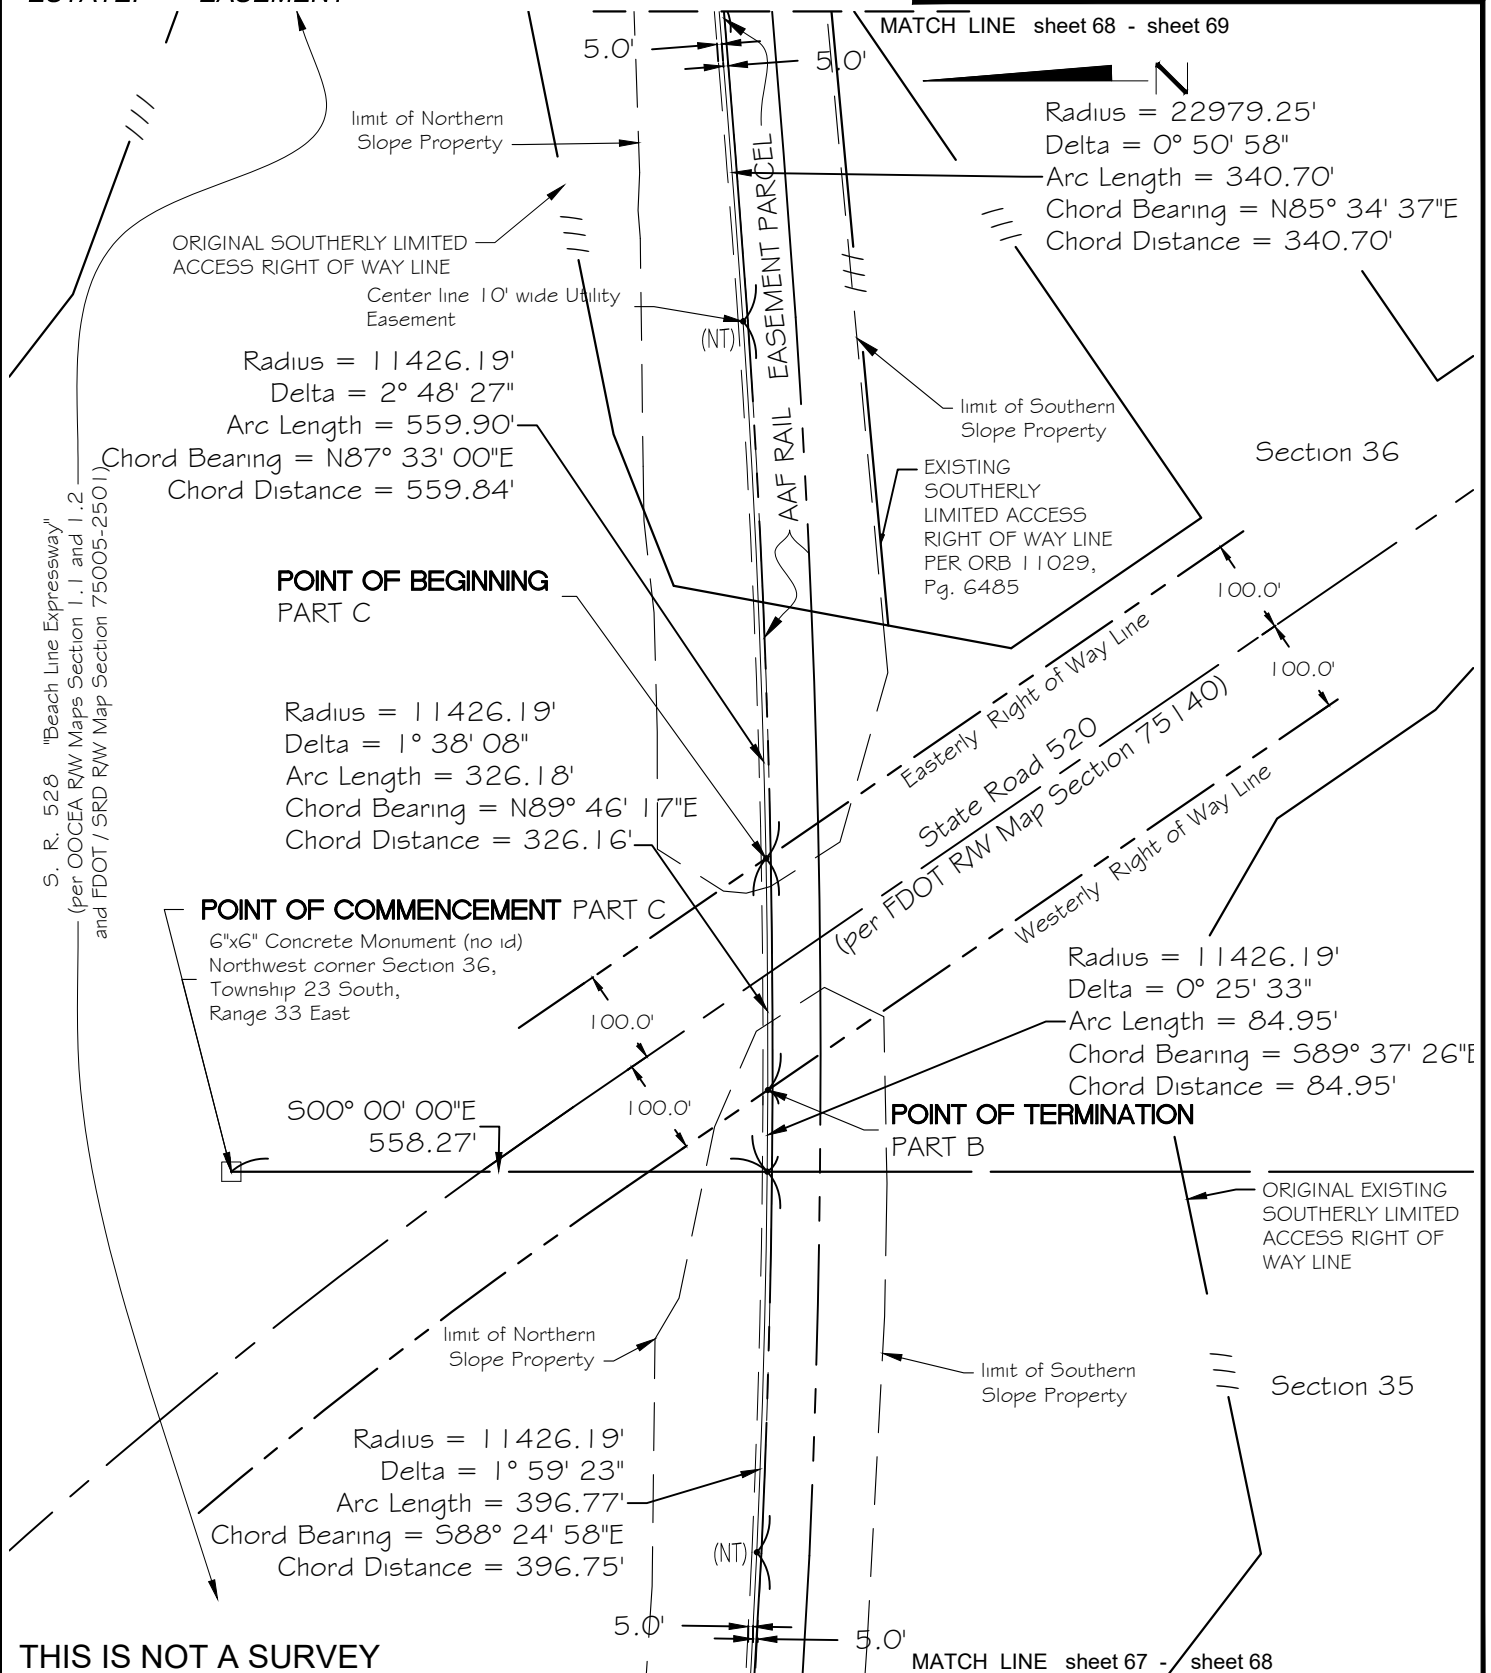 MATCH LINE sheet 68 - sheet 69
5.0'
5.0'
N
limit of Northern
Slope Property
Radius = 22979.25'
Delta = 0° 50' 58"
Arc Length = 340.70'
Chord Bearing = N85° 34' 37"E
Chord Distance = 340.70'
ORIGINAL SOUTHERLY LIMITED
ACCESS RIGHT OF WAY LINE
Center line 10' wide Utility
Easement
(NT)
AAF RAIL EASEMENT PARCEL
Radius = 11426.19'
Delta = 2° 48' 27"
Arc Length = 559.90'
Chord Bearing = N87° 33' 00"E
Chord Distance = 559.84'
limit of Southern
Slope Property
Section 36
EXISTING
SOUTHERLY
LIMITED ACCESS
RIGHT OF WAY LINE
PER ORB 11029,
Pg. 6485
S. R. 528 "Beach Line Expressway"
(per OOCEA R/W Maps Section 1.1 and 1.2
and FDOT / SRD R/W Map Section 75005-2501)
POINT OF BEGINNING
PART C
100.0'
100.0'
Easterly Right of Way Line
State Road 520
(per FDOT R/W Map Section 75140)
Westerly Right of Way Line
Radius = 11426.19'
Delta = 1° 38' 08"
Arc Length = 326.18'
Chord Bearing = N89° 46' 17"E
Chord Distance = 326.16'
POINT OF COMMENCEMENT PART C
6"x6" Concrete Monument (no id)
Northwest corner Section 36,
Township 23 South,
Range 33 East
100.0'
100.0'
Radius = 11426.19'
Delta = 0° 25' 33"
Arc Length = 84.95'
Chord Bearing = S89° 37' 26"E
Chord Distance = 84.95'
S00° 00' 00"E
558.27'
POINT OF TERMINATION
PART B
ORIGINAL EXISTING
SOUTHERLY LIMITED
ACCESS RIGHT OF
WAY LINE
limit of Northern
Slope Property
limit of Southern
Slope Property
Section 35
Radius = 11426.19'
Delta = 1° 59' 23"
Arc Length = 396.77'
Chord Bearing = S88° 24' 58"E
Chord Distance = 396.75'
(NT)
5.0'
5.0'
THIS IS NOT A SURVEY
MATCH LINE sheet 67 - sheet 68